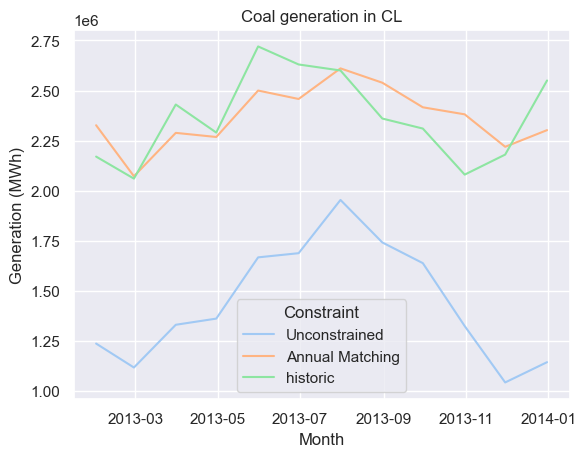 Coal generation in CL
1e6
2.75
2.50
2.25
2.00
1.75
1.50
1.25
1.00
Generation (MWh)
Constraint
Unconstrained
Annual Matching
historic
2013-03 2013-05 2013-07 2013-09 2013-11 2014-01
Month